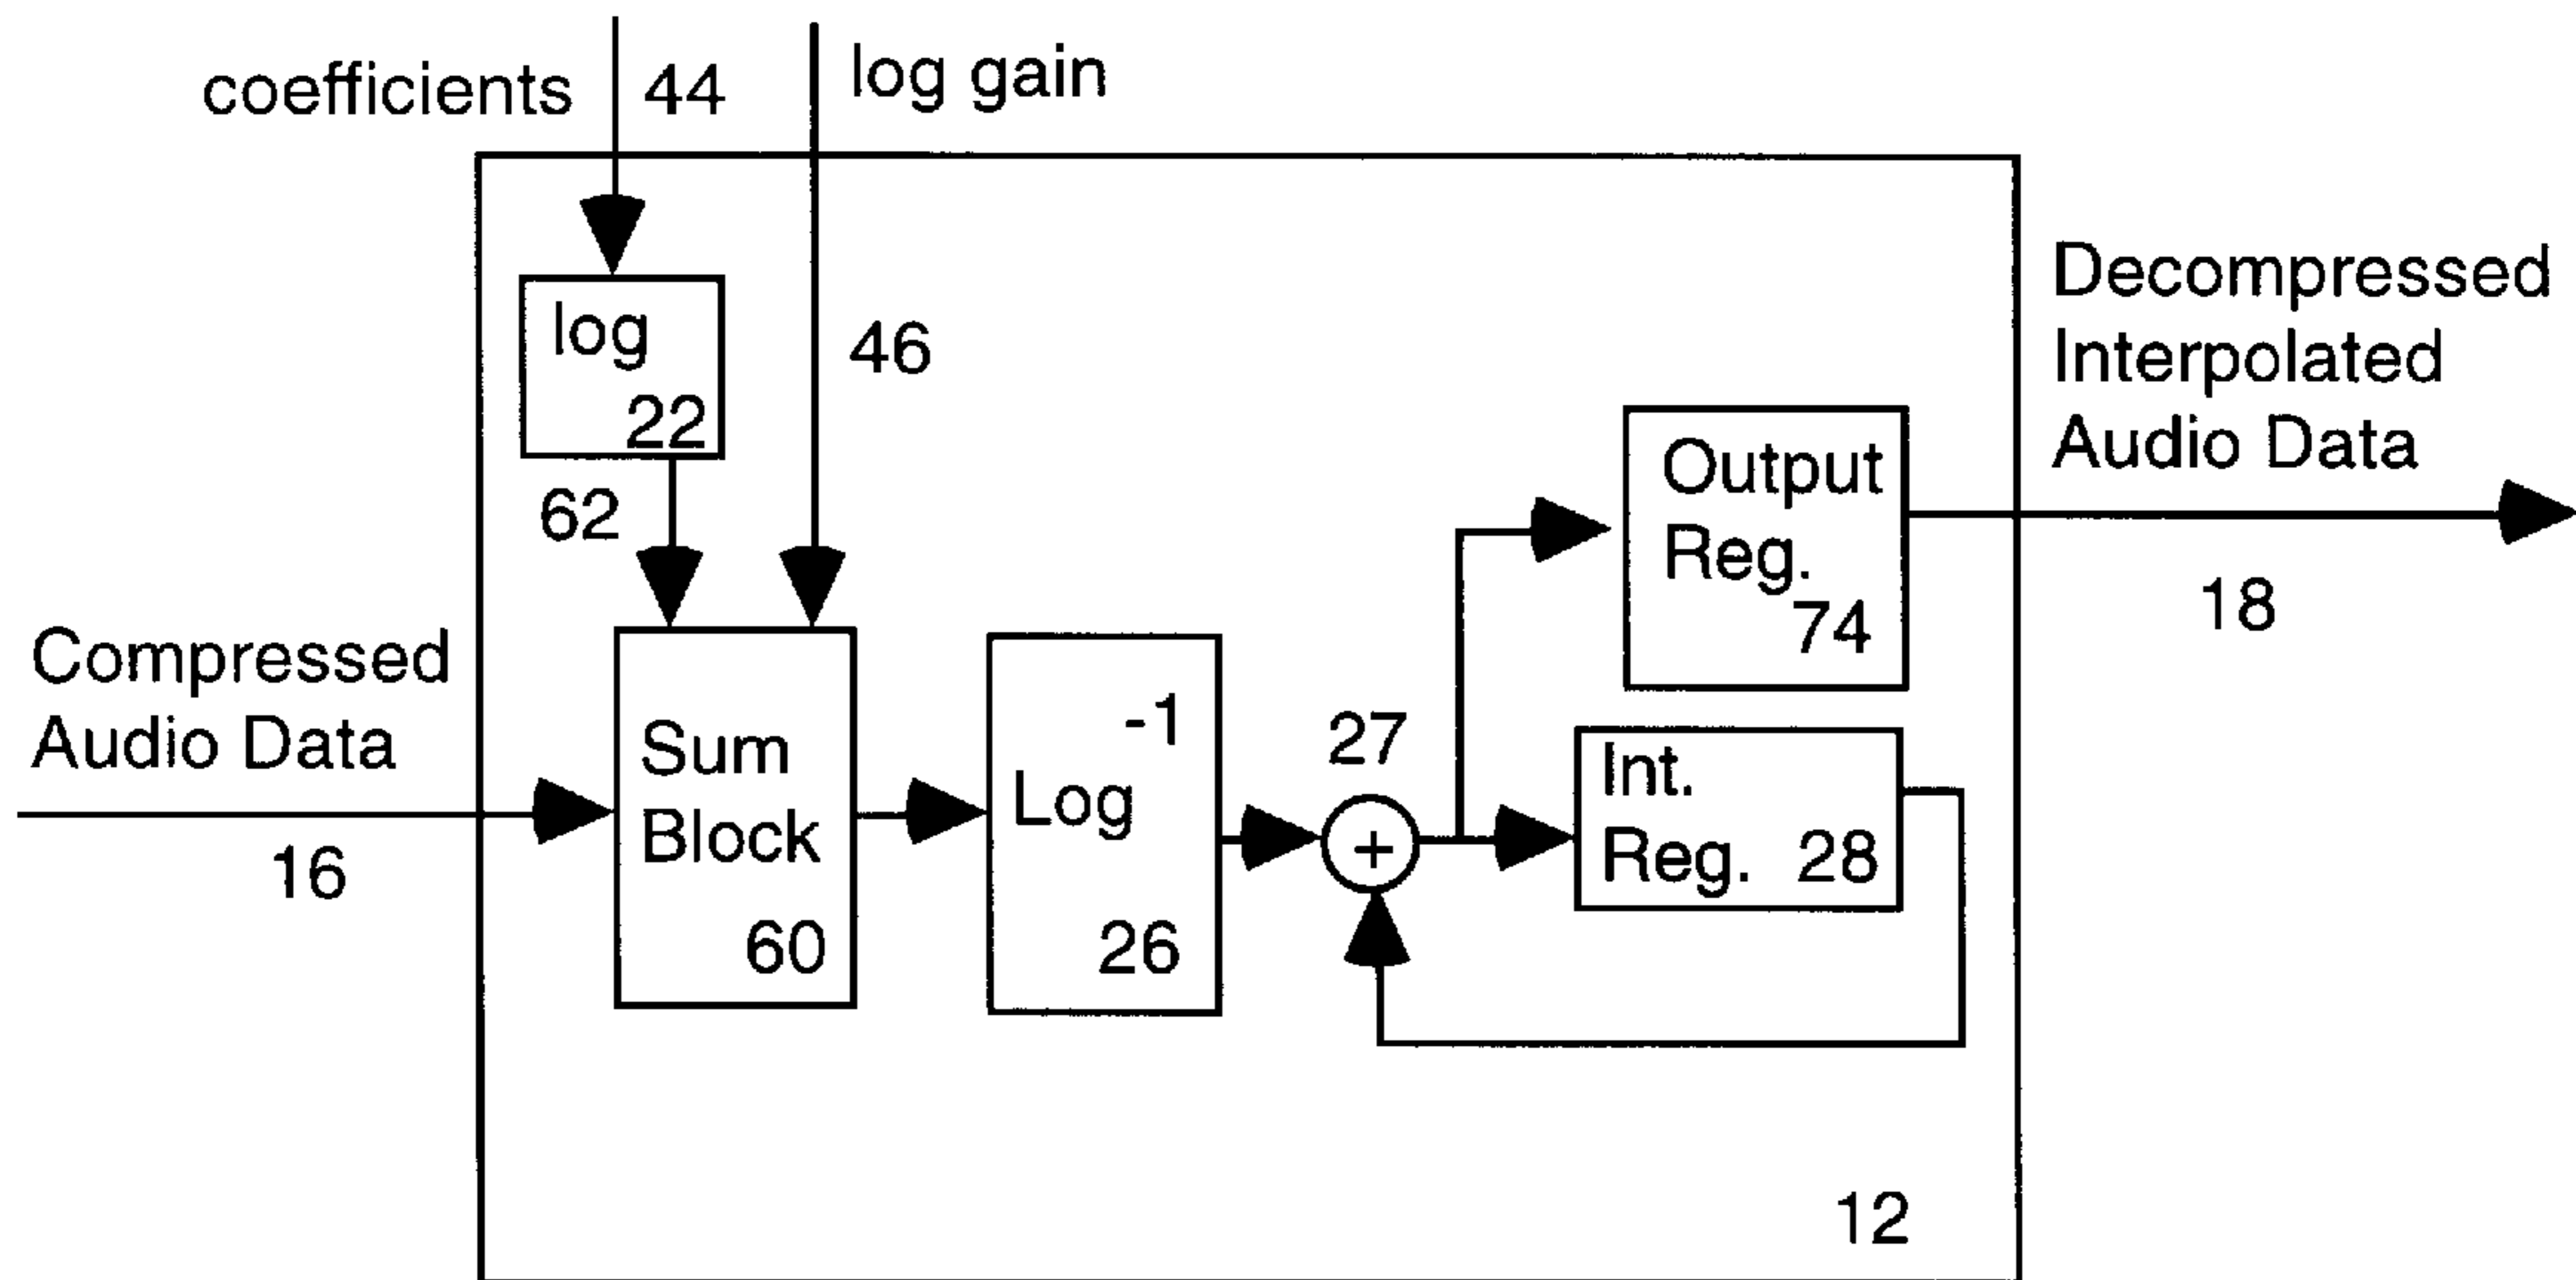 coefficients
44
log gain
log
22
46
62
Compressed
Audio Data
16
Sum
Block
60
-1
Log
26
27
+
Output
Reg.
74
Int.
Reg. 28
Decompressed
Interpolated
Audio Data
18
12